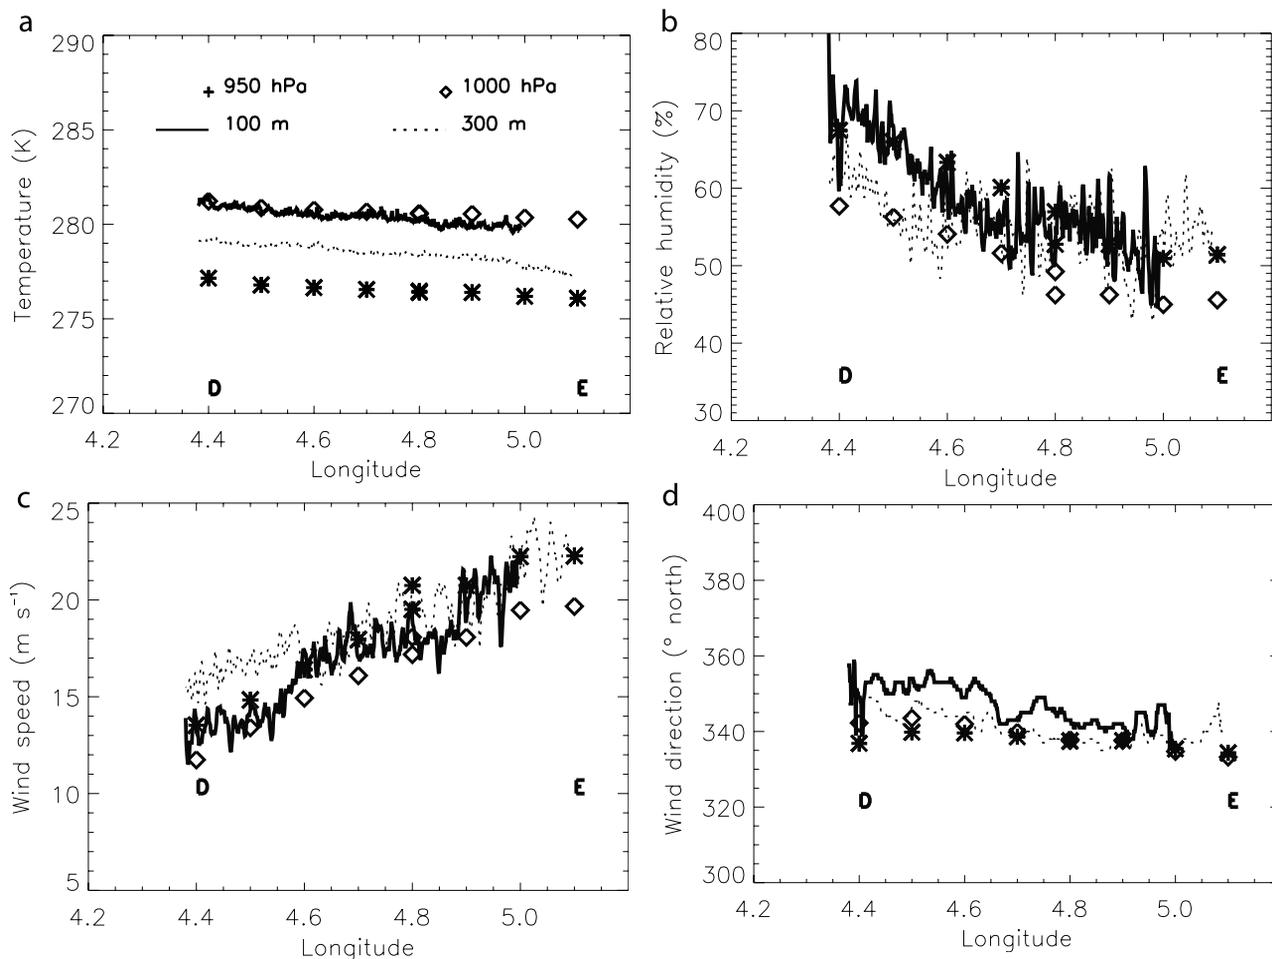 a
290
285
280
275
270
Temperature (K)
+ 950 hPa
◇ 1000 hPa
100 m
300 m
D
E
4.2
4.4
4.6
4.8
5.0
Longitude
b
80
70
60
50
40
30
Relative humidity (%)
D
E
4.2
4.4
4.6
4.8
5.0
Longitude
c
25
20
15
10
5
Wind speed (m s⁻¹)
D
E
4.2
4.4
4.6
4.8
5.0
Longitude
d
400
380
360
340
320
300
Wind direction (° north)
D
E
4.2
4.4
4.6
4.8
5.0
Longitude